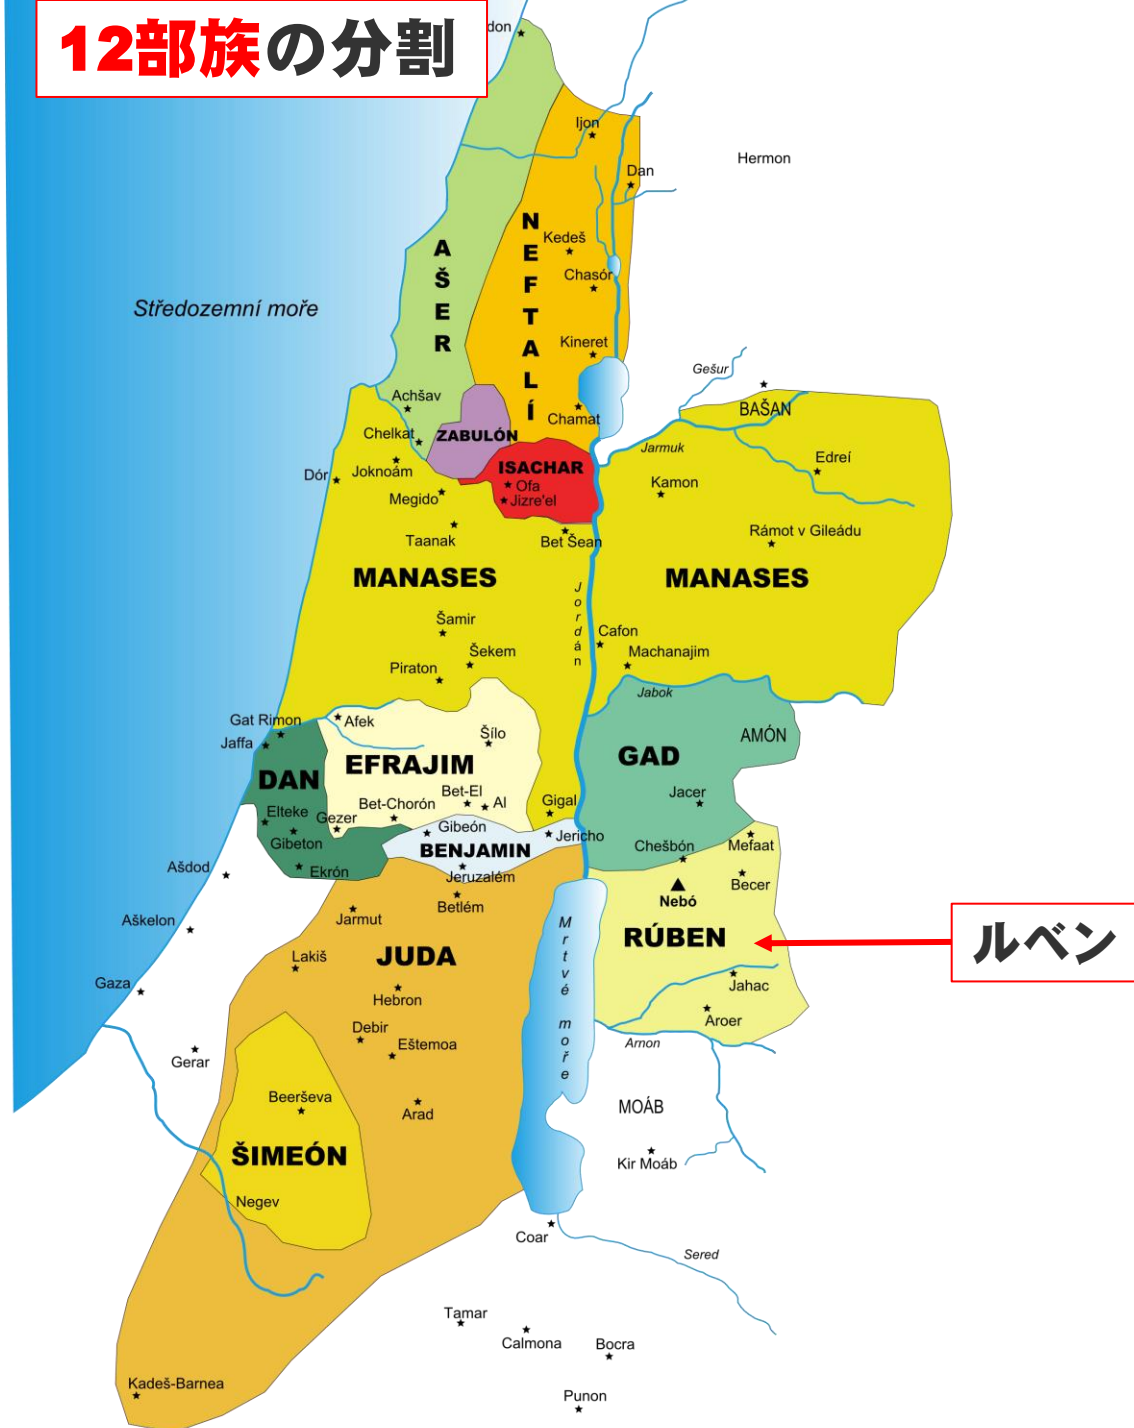 12部族の分割
don
Ijon
Hermon
Dan
NEFTALÍ
Kedeš
AŠER
Chasór
Středozemní moře
Kineret
Gešur
Achšav
BAŠAN
Chamat
Chelkat
ZABULÓN
Jarmuk
Edreí
Joknoám
ISACHAR
Dór
Ofa
Kamon
Megido
Jizre'el
Rámot v Gileádu
Taanak
Bet Šean
MANASES
MANASES
Jordán
Šamir
Cafon
Šekem
Machanajim
Piraton
Jabok
Gat Rimon
Afek
Šílo
AMÓN
Jaffa
GAD
EFRAJIM
DAN
Bet-El
Jacer
Bet-Chorón
Al
Gigal
Elteke
Gezer
Gibeón
Jericho
Gibeton
BENJAMIN
Chešbón
Mefaat
Ašdod
Ekrón
Jeruzalém
Becer
Nebó
Betlém
Jarmut
Aškelon
Mrtvé moře
RÚBEN
ルベン
JUDA
Lakiš
Gaza
Jahac
Hebron
Aroer
Debir
Eštemoa
Arnon
Gerar
Beerševa
Arad
MOÁB
ŠIMEÓN
Kir Moáb
Negev
Coar
Sered
Tamar
Calmona
Bocra
Kadeš-Barnea
Punon